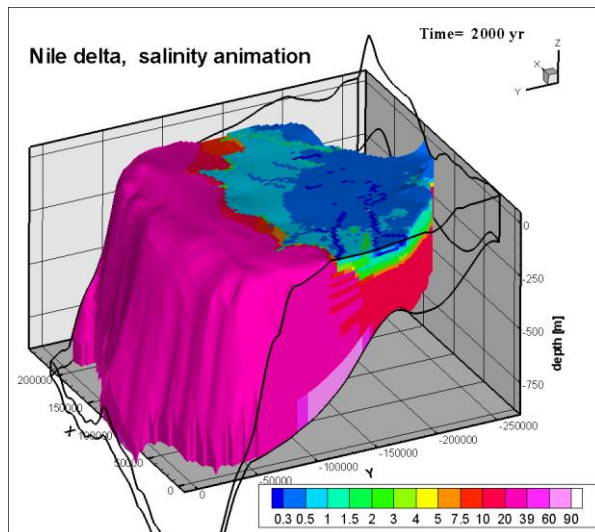 Time= 2000 yr
Nile delta, salinity animation
Z
X
Y
0
-250
-500
-750
depth [m]
200000
150000
100000
50000
0
X
0
-50000
-100000
-150000
-200000
-250000
Y
0.3 0.5 1 1.5 2 3 4 5 7.5 10 20 39 60 90